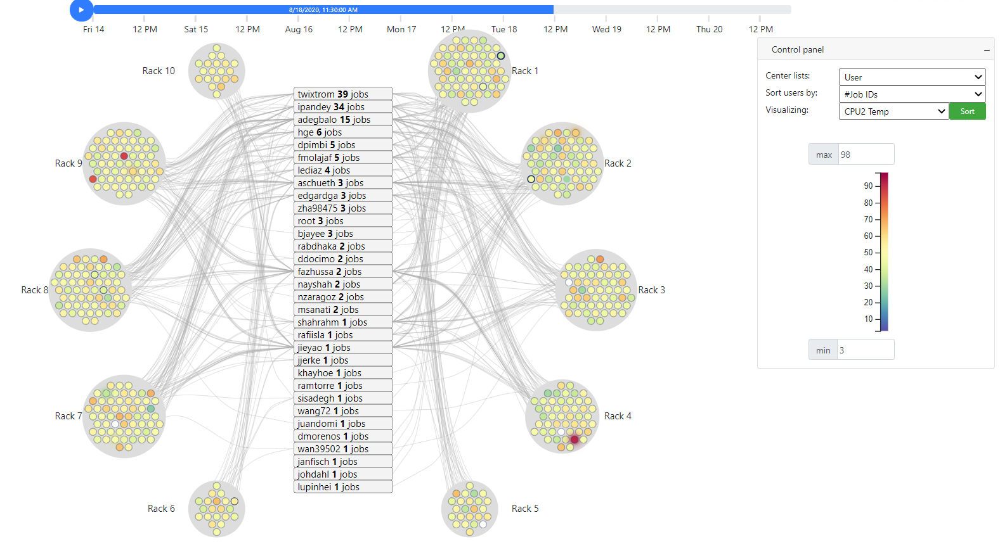 8/18/2020, 11:30:00 AM
Fri 14 12 PM Sat 15 12 PM Aug 16 12 PM Mon 17 12 PM Tue 18 12 PM Wed 19 12 PM Thu 20 12 PM
Control panel
Center lists: User
Sort users by: #Job IDs
Visualizing: CPU2 Temp Sort
max 98
90
80
70
60
50
40
30
20
10
min 3
Rack 10
Rack 9
Rack 8
Rack 7
Rack 6
twixtrom 39 jobs
ipandey 34 jobs
adegbalo 15 jobs
hge 6 jobs
dpimbi 5 jobs
fmolajaf 5 jobs
lediaz 4 jobs
aschueth 3 jobs
edgardga 3 jobs
zha98475 3 jobs
root 3 jobs
bjayee 3 jobs
rabdhaka 2 jobs
ddocimo 2 jobs
fazhussa 2 jobs
nayshah 2 jobs
nzaragoz 2 jobs
msanati 2 jobs
shahrahm 1 jobs
rafiisla 1 jobs
jieyao 1 jobs
jjerke 1 jobs
khayhoe 1 jobs
ramtorre 1 jobs
sisadegh 1 jobs
wang72 1 jobs
juandomi 1 jobs
dmorenos 1 jobs
wan39502 1 jobs
janfisch 1 jobs
johdahl 1 jobs
lupinhei 1 jobs
Rack 1
Rack 2
Rack 3
Rack 4
Rack 5